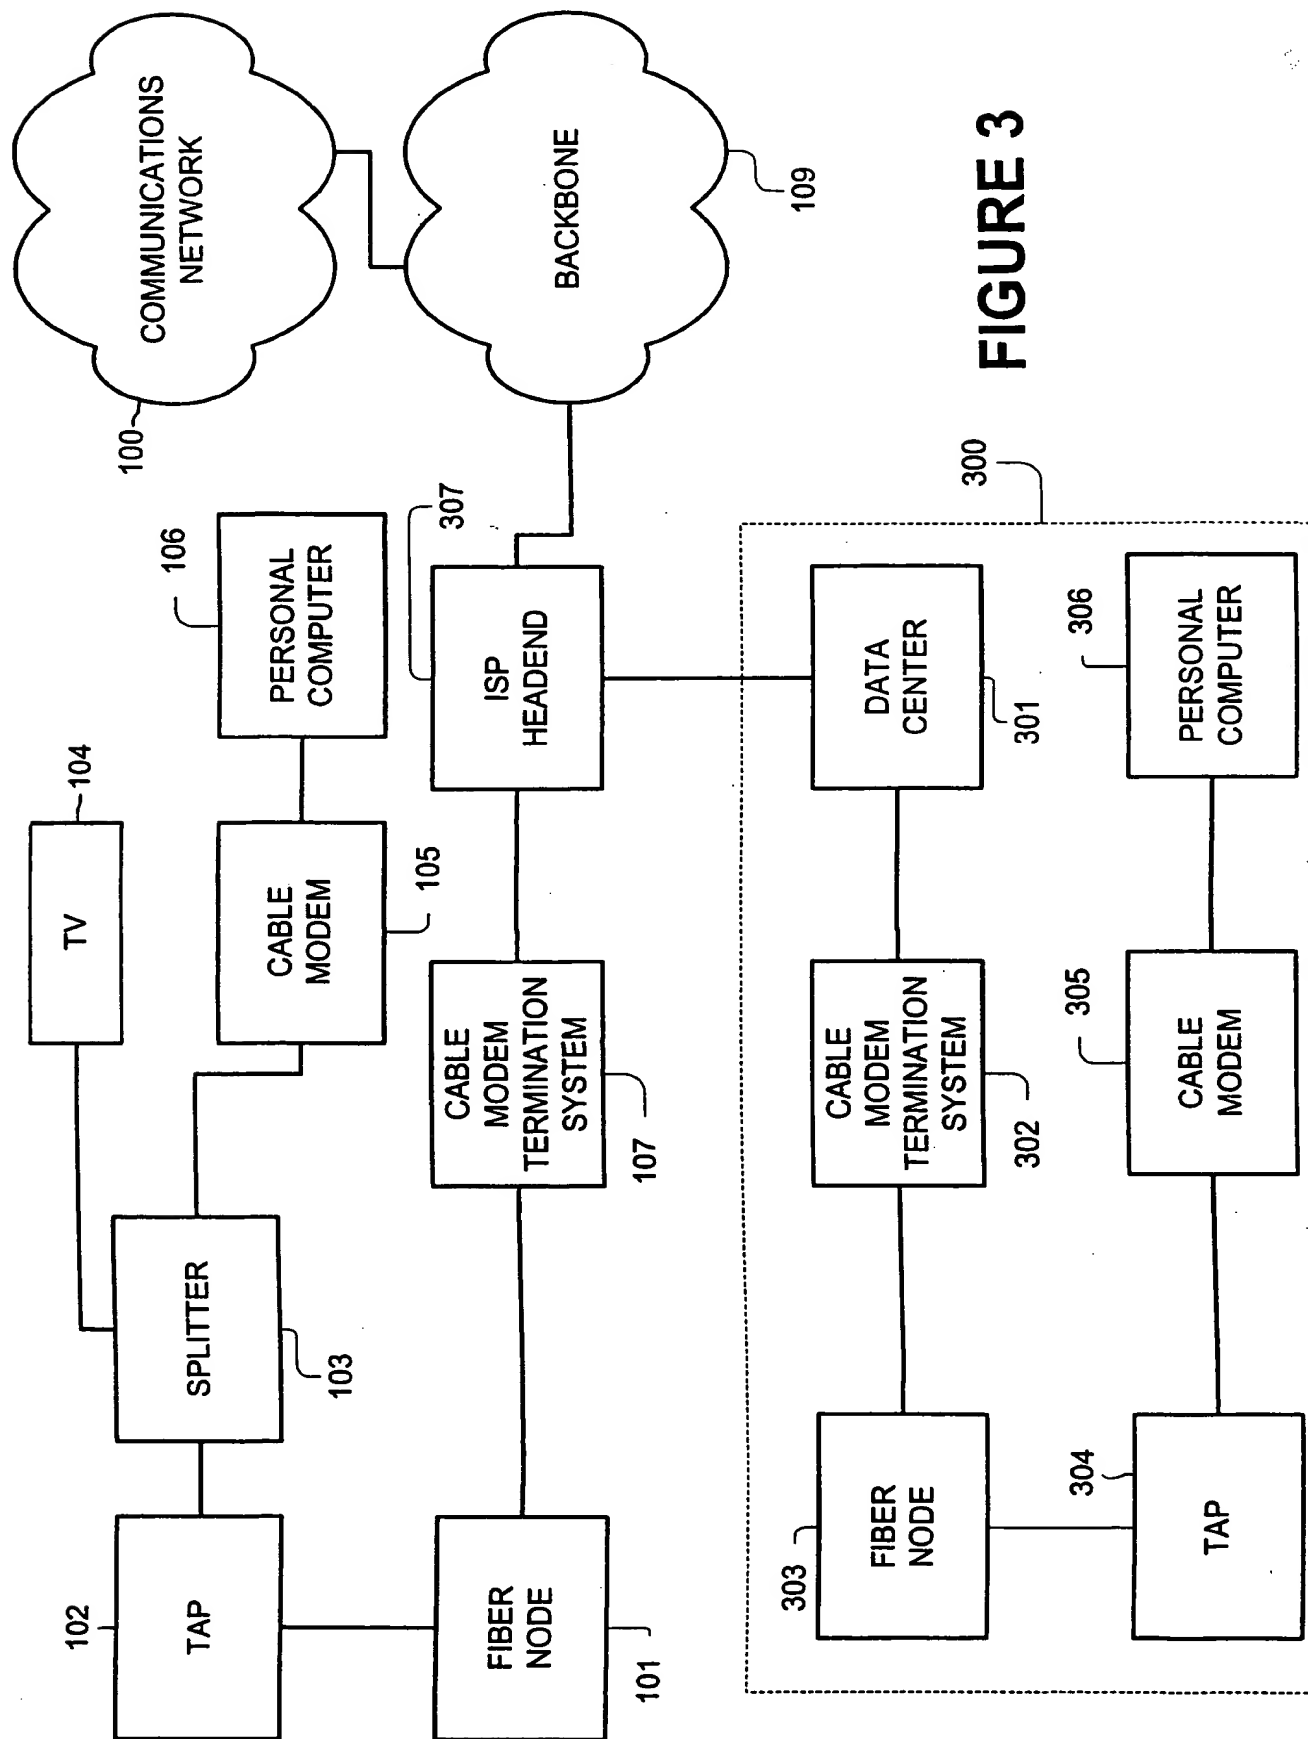 102
TAP
103
SPLITTER
104
TV
105
CABLE
MODEM
106
PERSONAL
COMPUTER
100
COMMUNICATIONS
NETWORK
101
FIBER
NODE
107
CABLE
MODEM
TERMINATION
SYSTEM
307
ISP
HEADEND
109
BACKBONE
300
303
FIBER
NODE
302
CABLE
MODEM
TERMINATION
SYSTEM
301
DATA
CENTER
304
TAP
305
CABLE
MODEM
306
PERSONAL
COMPUTER
FIGURE 3